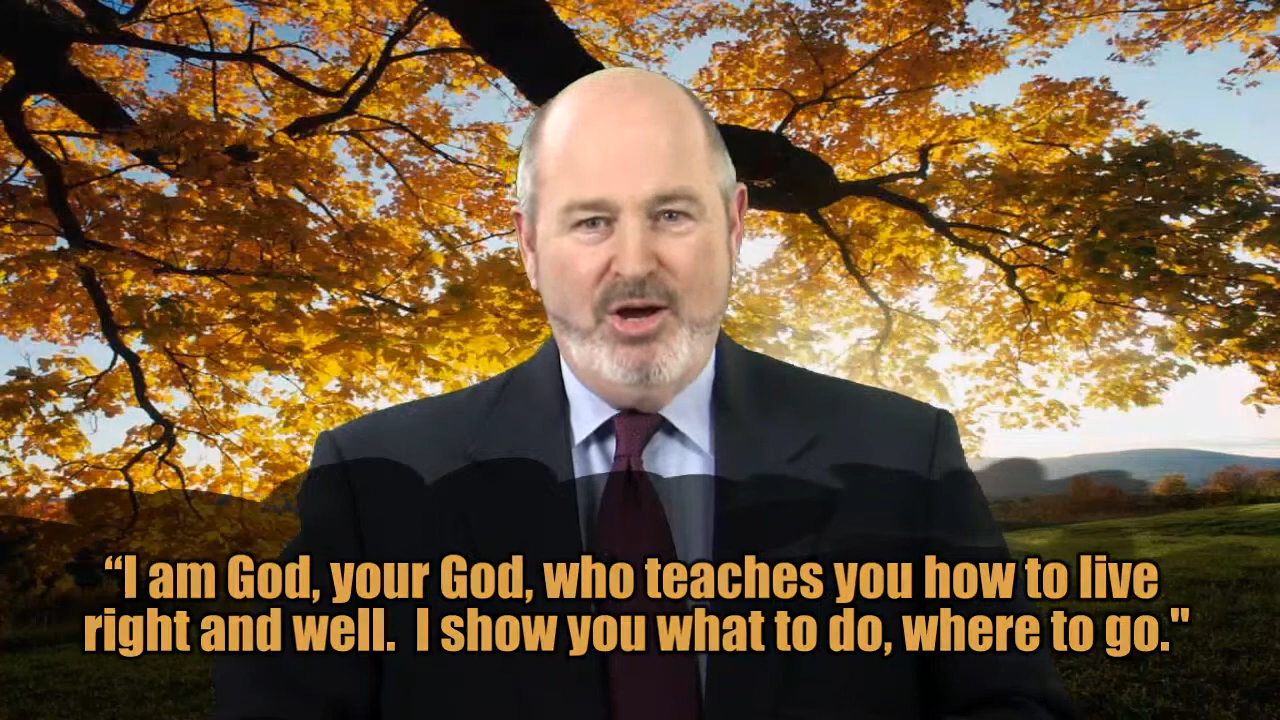 “I am God, your God, who teaches you how to live
right and well.  I show you what to do, where to go."